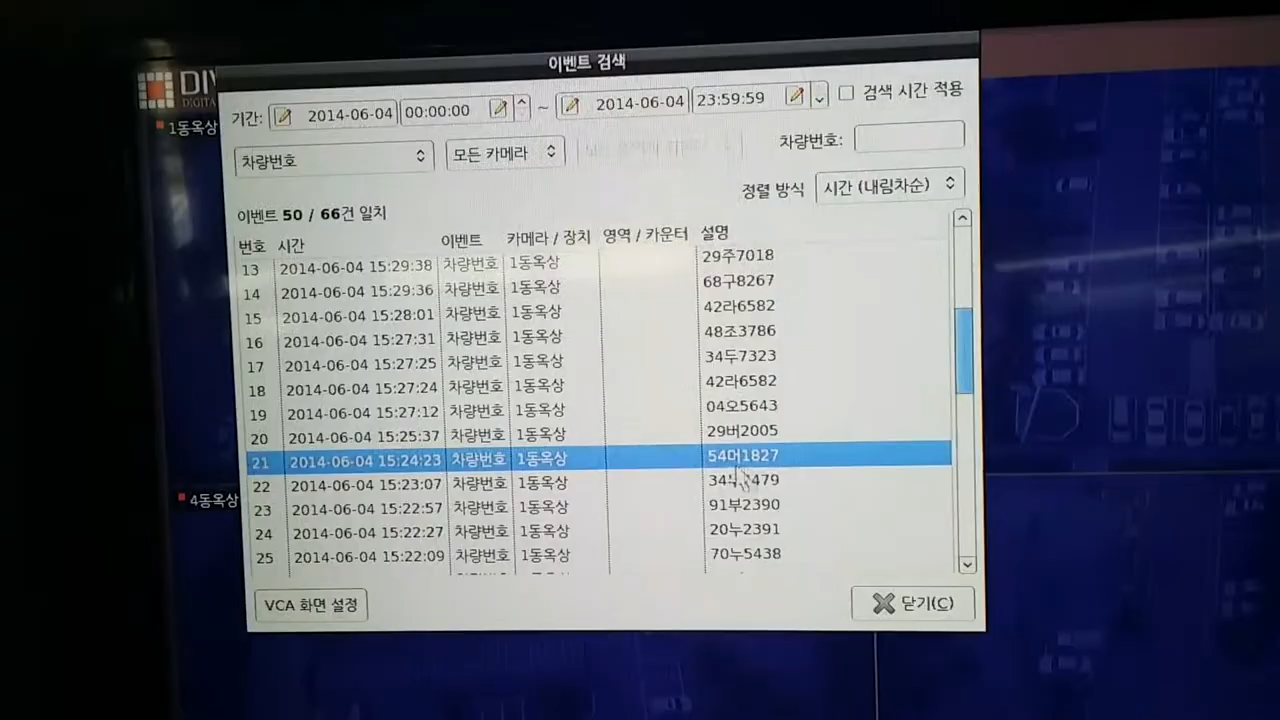 이벤트 검색
DIV
DIGITA
1동옥상
기간: 2014-06-04 00:00:00 ~ 2014-06-04 23:59:59 검색 시간 적용
차량번호 모든 카메라 차량번호:
정렬 방식 시간 (내림차순)
이벤트 50 / 66건 일치
번호 시간 이벤트 카메라 / 장치 영역 / 카운터 설명
13 2014-06-04 15:29:38 차량번호 1동옥상 29주7018
14 2014-06-04 15:29:36 차량번호 1동옥상 68구8267
15 2014-06-04 15:28:01 차량번호 1동옥상 42라6582
16 2014-06-04 15:27:31 차량번호 1동옥상 48조3786
17 2014-06-04 15:27:25 차량번호 1동옥상 34두7323
18 2014-06-04 15:27:24 차량번호 1동옥상 42라6582
19 2014-06-04 15:27:12 차량번호 1동옥상 04오5643
20 2014-06-04 15:25:37 차량번호 1동옥상 29버2005
21 2014-06-04 15:24:23 차량번호 1동옥상 54머1827
22 2014-06-04 15:23:07 차량번호 1동옥상
23 2014-06-04 15:22:57 차량번호 1동옥상 91부2390
4동옥상
24 2014-06-04 15:22:27 차량번호 1동옥상 20누2391
25 2014-06-04 15:22:09 차량번호 1동옥상 70누5438
VCA 화면 설정 닫기(C)